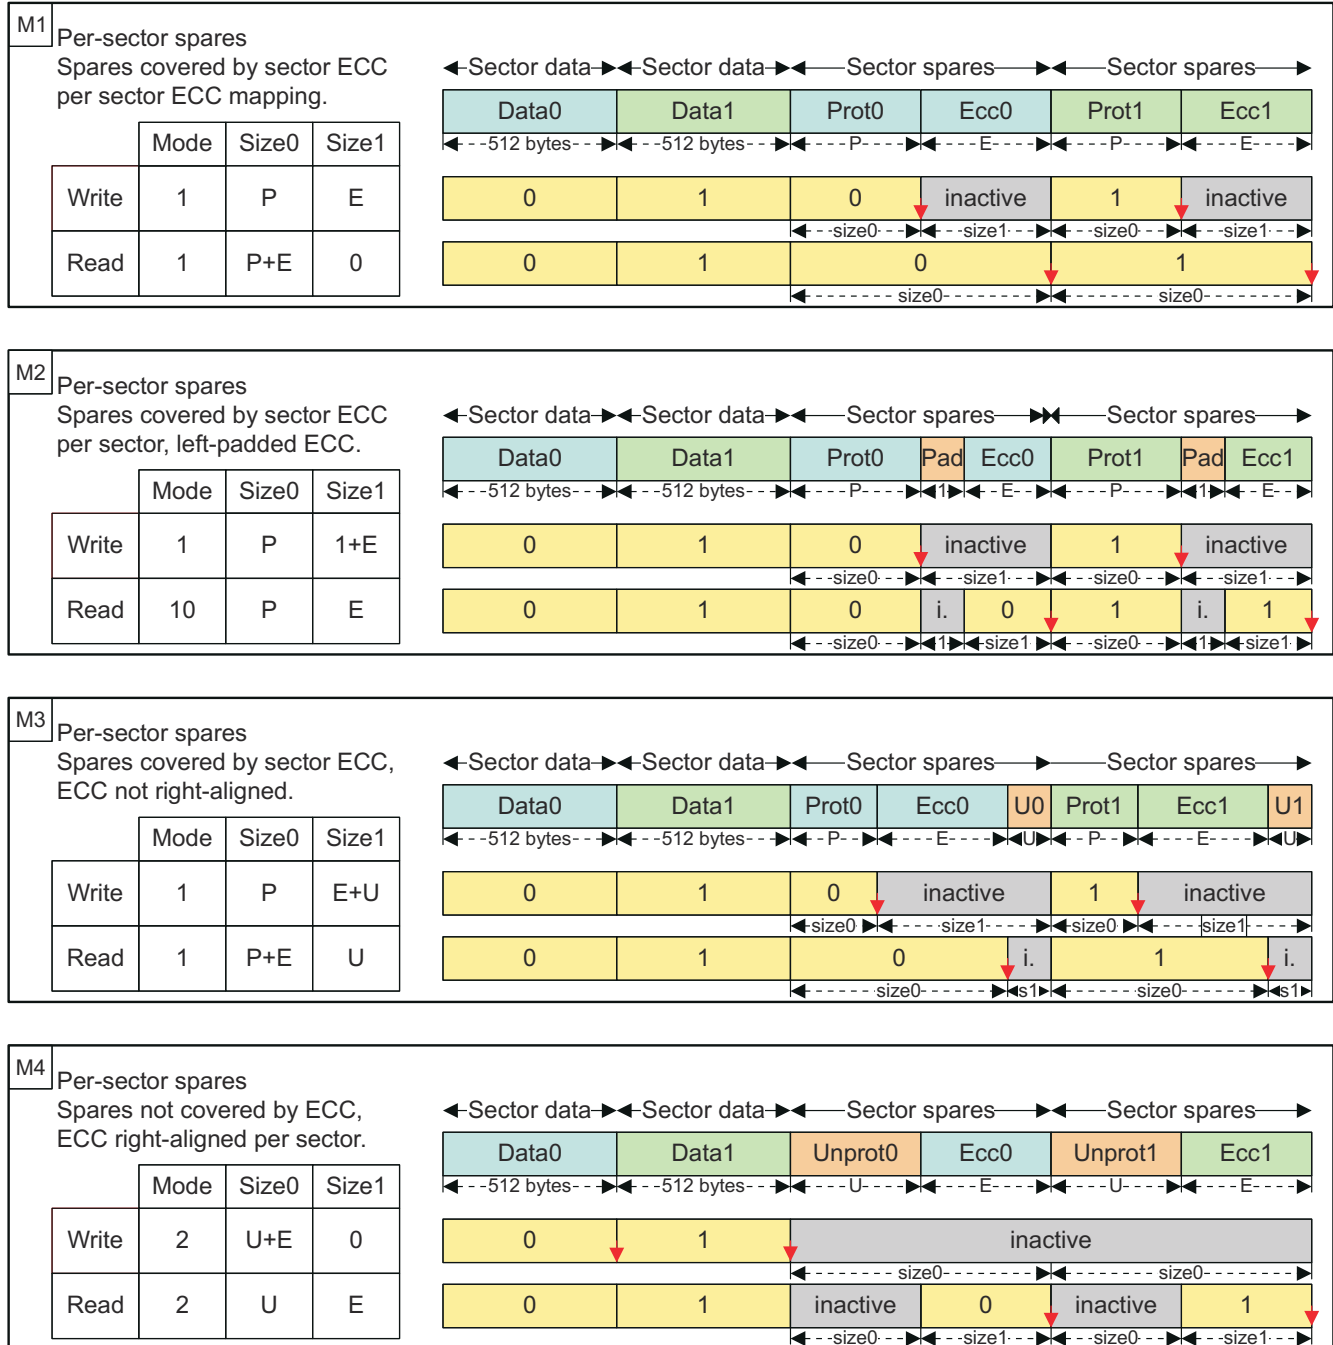 M1
Per-sector spares
Spares covered by sector ECC
per sector ECC mapping.
Mode Size0 Size1
Write 1 P E
Read 1 P+E 0
Sector data Sector data Sector spares Sector spares
Data0 Data1 Prot0 Ecc0 Prot1 Ecc1
512 bytes 512 bytes P E P E
0 1 0 inactive 1 inactive
size0 size1 size0 size1
0 1 0 1
size0 size0
M2
Per-sector spares
Spares covered by sector ECC
per sector, left-padded ECC.
Mode Size0 Size1
Write 1 P 1+E
Read 10 P E
Sector data Sector data Sector spares Sector spares
Data0 Data1 Prot0 Pad Ecc0 Prot1 Pad Ecc1
512 bytes 512 bytes P 1 E P 1 E
0 1 0 inactive 1 inactive
size0 size1 size0 size1
0 1 0 i. 0 1 i. 1
size0 1 size1 size0 1 size1
M3
Per-sector spares
Spares covered by sector ECC,
ECC not right-aligned.
Mode Size0 Size1
Write 1 P E+U
Read 1 P+E U
Sector data Sector data Sector spares Sector spares
Data0 Data1 Prot0 Ecc0 U0 Prot1 Ecc1 U1
512 bytes 512 bytes P E U P E U
0 1 0 inactive 1 inactive
size0 size1 size0 size1
0 1 0 i. 1 i.
size0 s1 size0 s1
M4
Per-sector spares
Spares not covered by ECC,
ECC right-aligned per sector.
Mode Size0 Size1
Write 2 U+E 0
Read 2 U E
Sector data Sector data Sector spares Sector spares
Data0 Data1 Unprot0 Ecc0 Unprot1 Ecc1
512 bytes 512 bytes U E U E
0 1 inactive
size0 size0
0 1 inactive 0 inactive 1
size0 size1 size0 size1